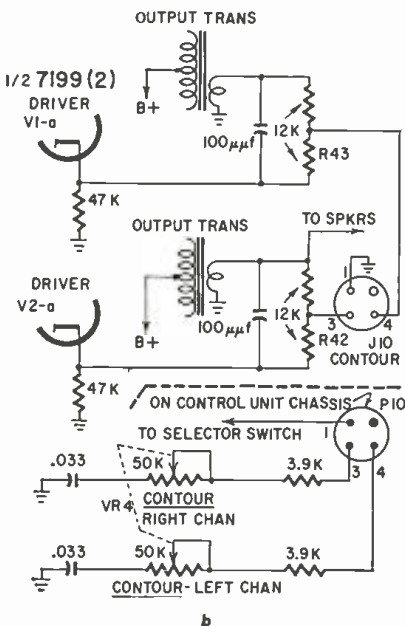 OUTPUT TRANS
1/2 7199 (2)
DRIVER
V1-a
B+
100μμf
12K
R43
47 K
OUTPUT TRANS
TO SPKRS
DRIVER
V2-a
B+
100μμf
12K
R42
1
3
4
J10
CONTOUR
47 K
ON CONTROL UNIT CHASSIS
P10
TO SELECTOR SWITCH
1
3
4
.033
50K
3.9K
VR4
CONTOUR
RIGHT CHAN
.033
50K
3.9K
CONTOUR-LEFT CHAN
b